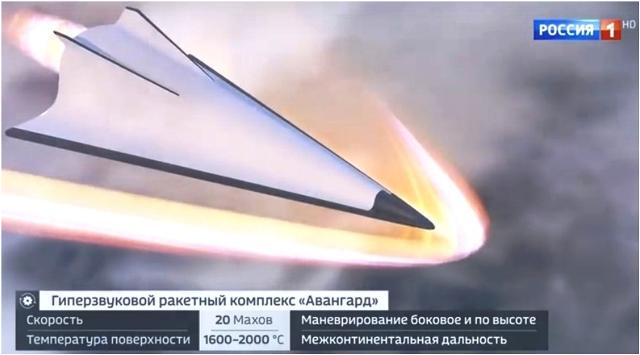 РОССИЯ 1 HD
Гиперзвуковой ракетный комплекс «Авангард»
Скорость 20 Махов Маневрирование боковое и по высоте
Температура поверхности 1600-2000 °С Межконтинентальная дальность